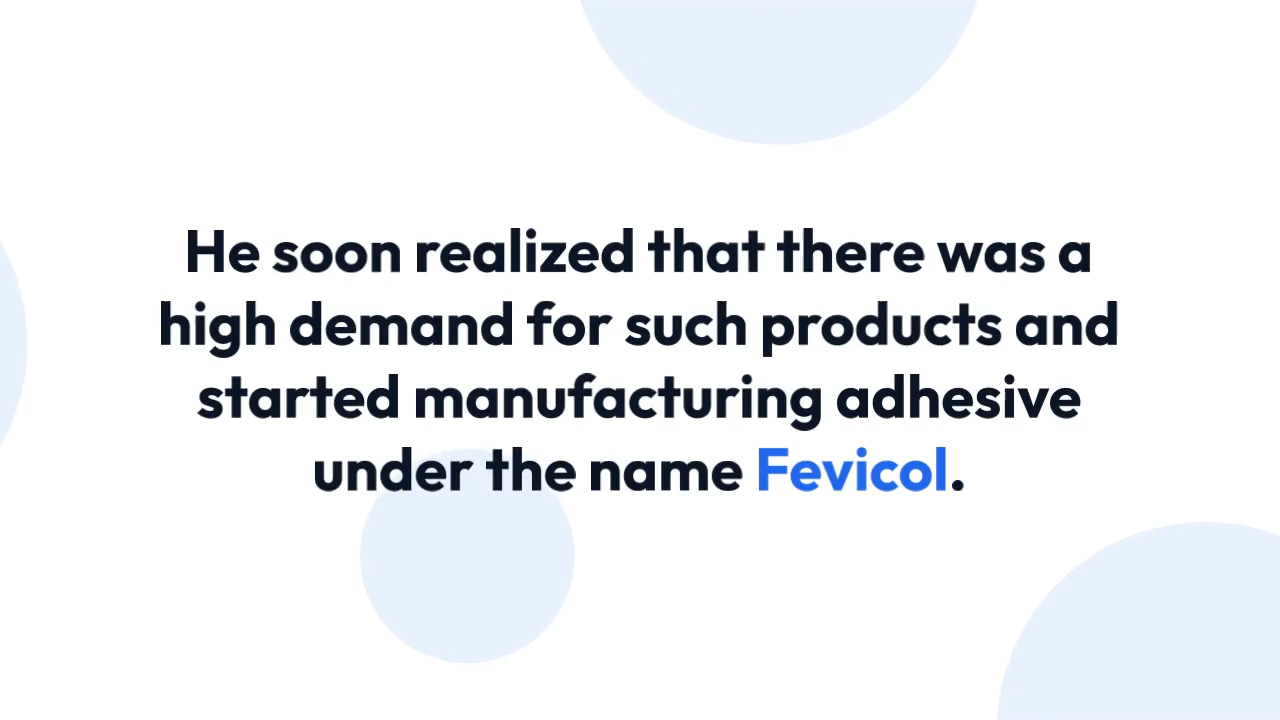 He soon realized that there was a
high demand for such products and
started manufacturing adhesive
under the name Fevicol.